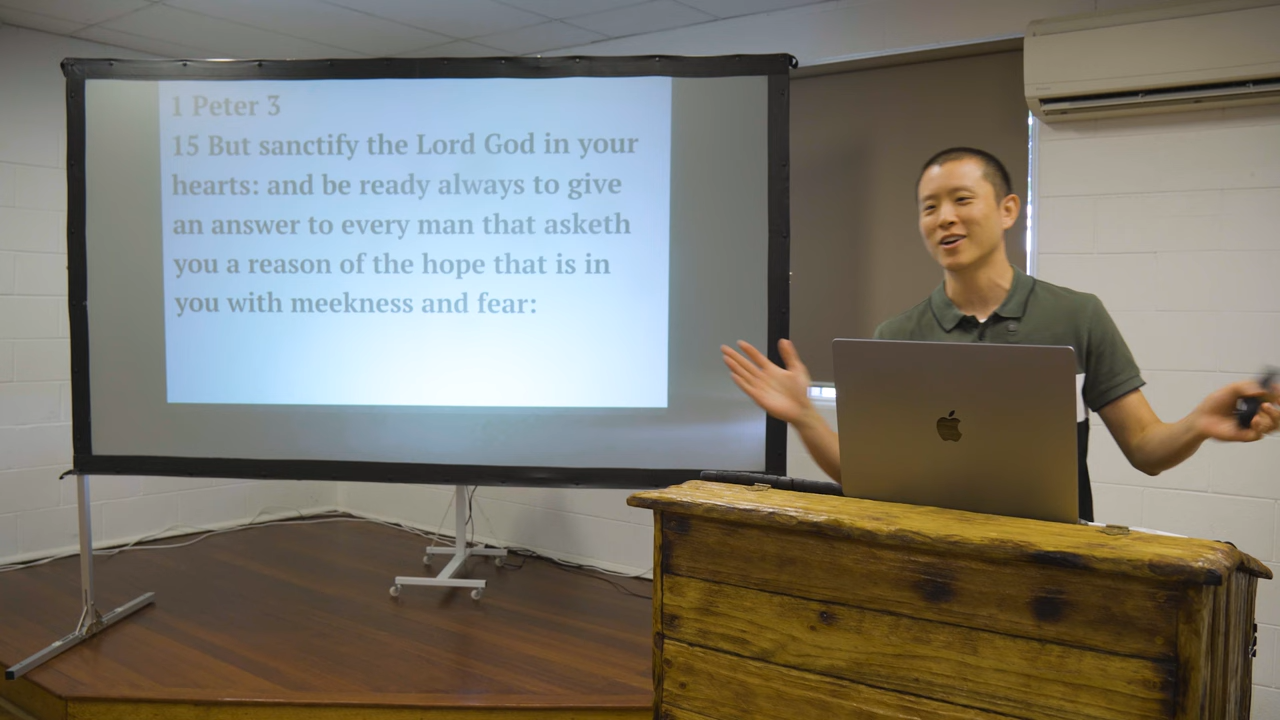 1 Peter 3
15 But sanctify the Lord God in your
hearts: and be ready always to give
an answer to every man that asketh
you a reason of the hope that is in
you with meekness and fear: